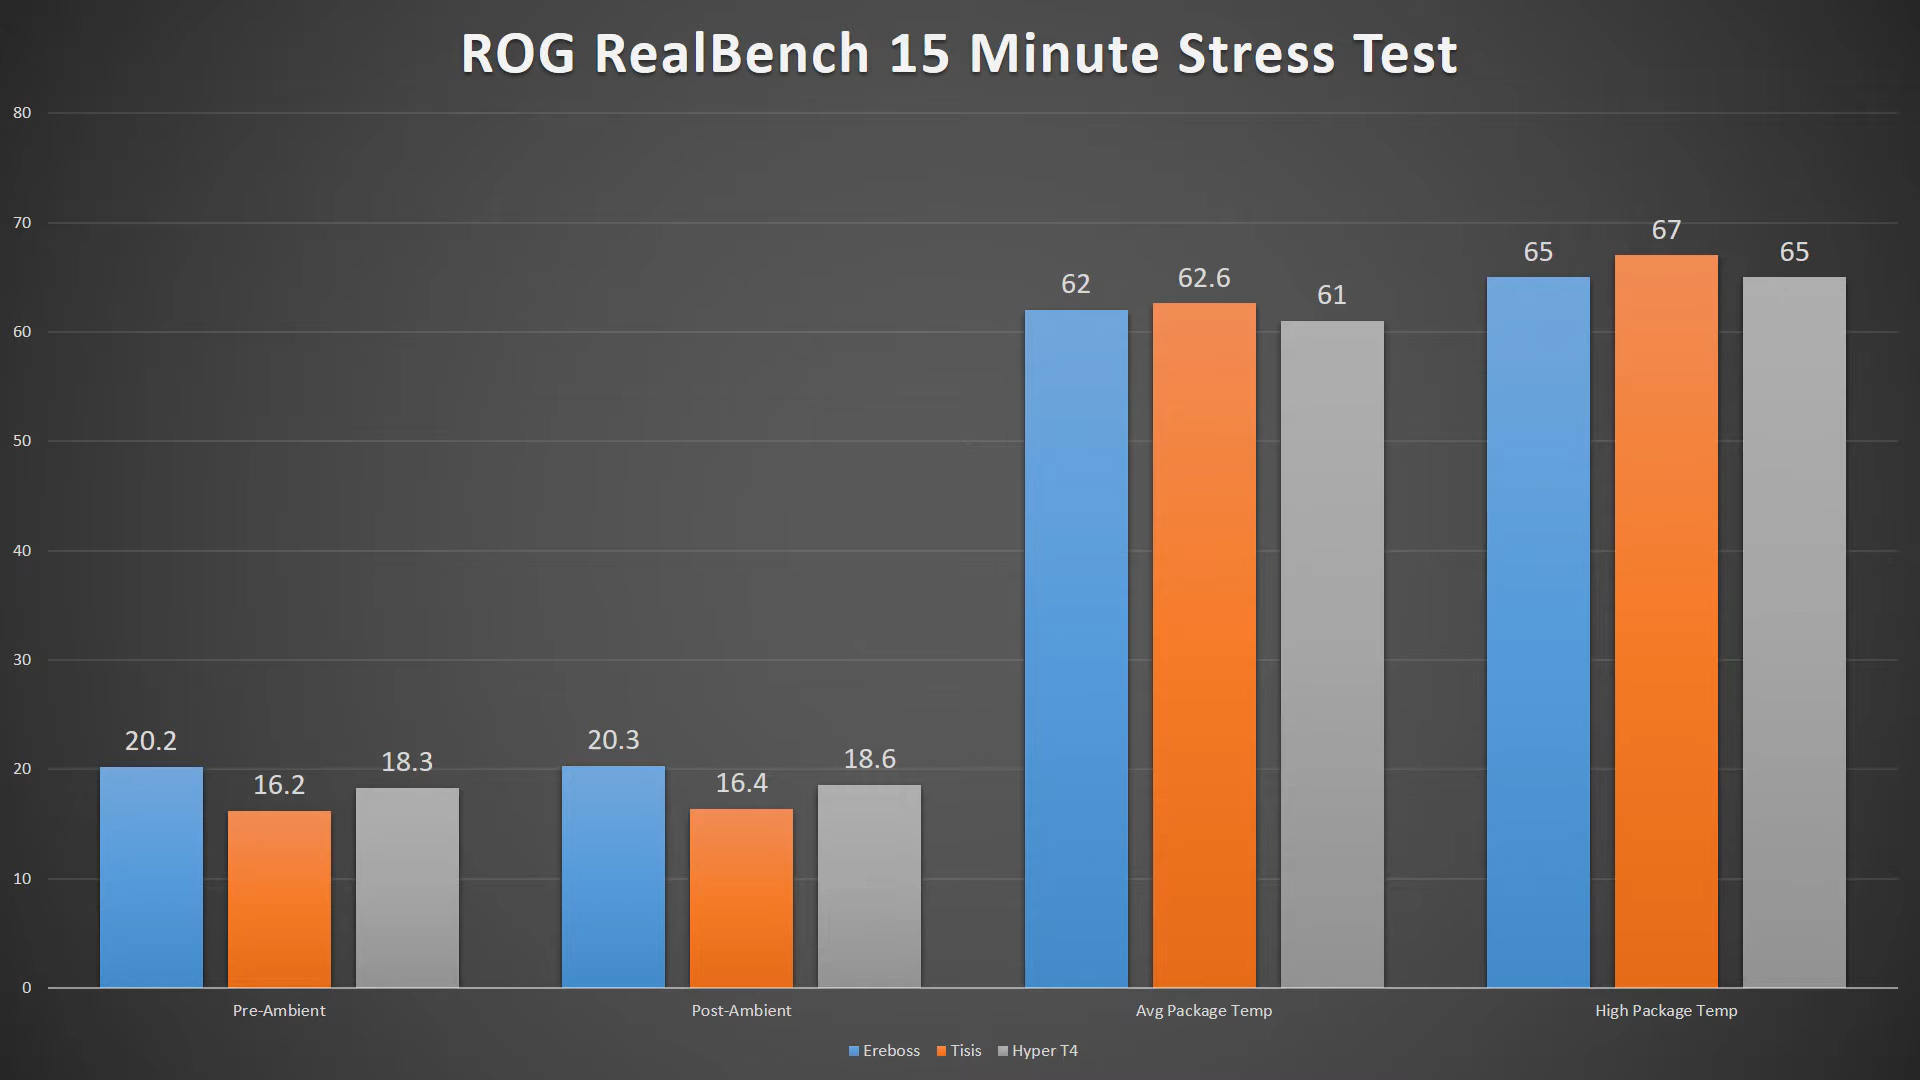 ROG RealBench 15 Minute Stress Test
80
70
60
50
40
30
20
10
0
20.2
16.2
18.3
20.3
16.4
18.6
62
62.6
61
65
67
65
Pre-Ambient
Post-Ambient
Avg Package Temp
High Package Temp
Ereboss
Tisis
Hyper T4